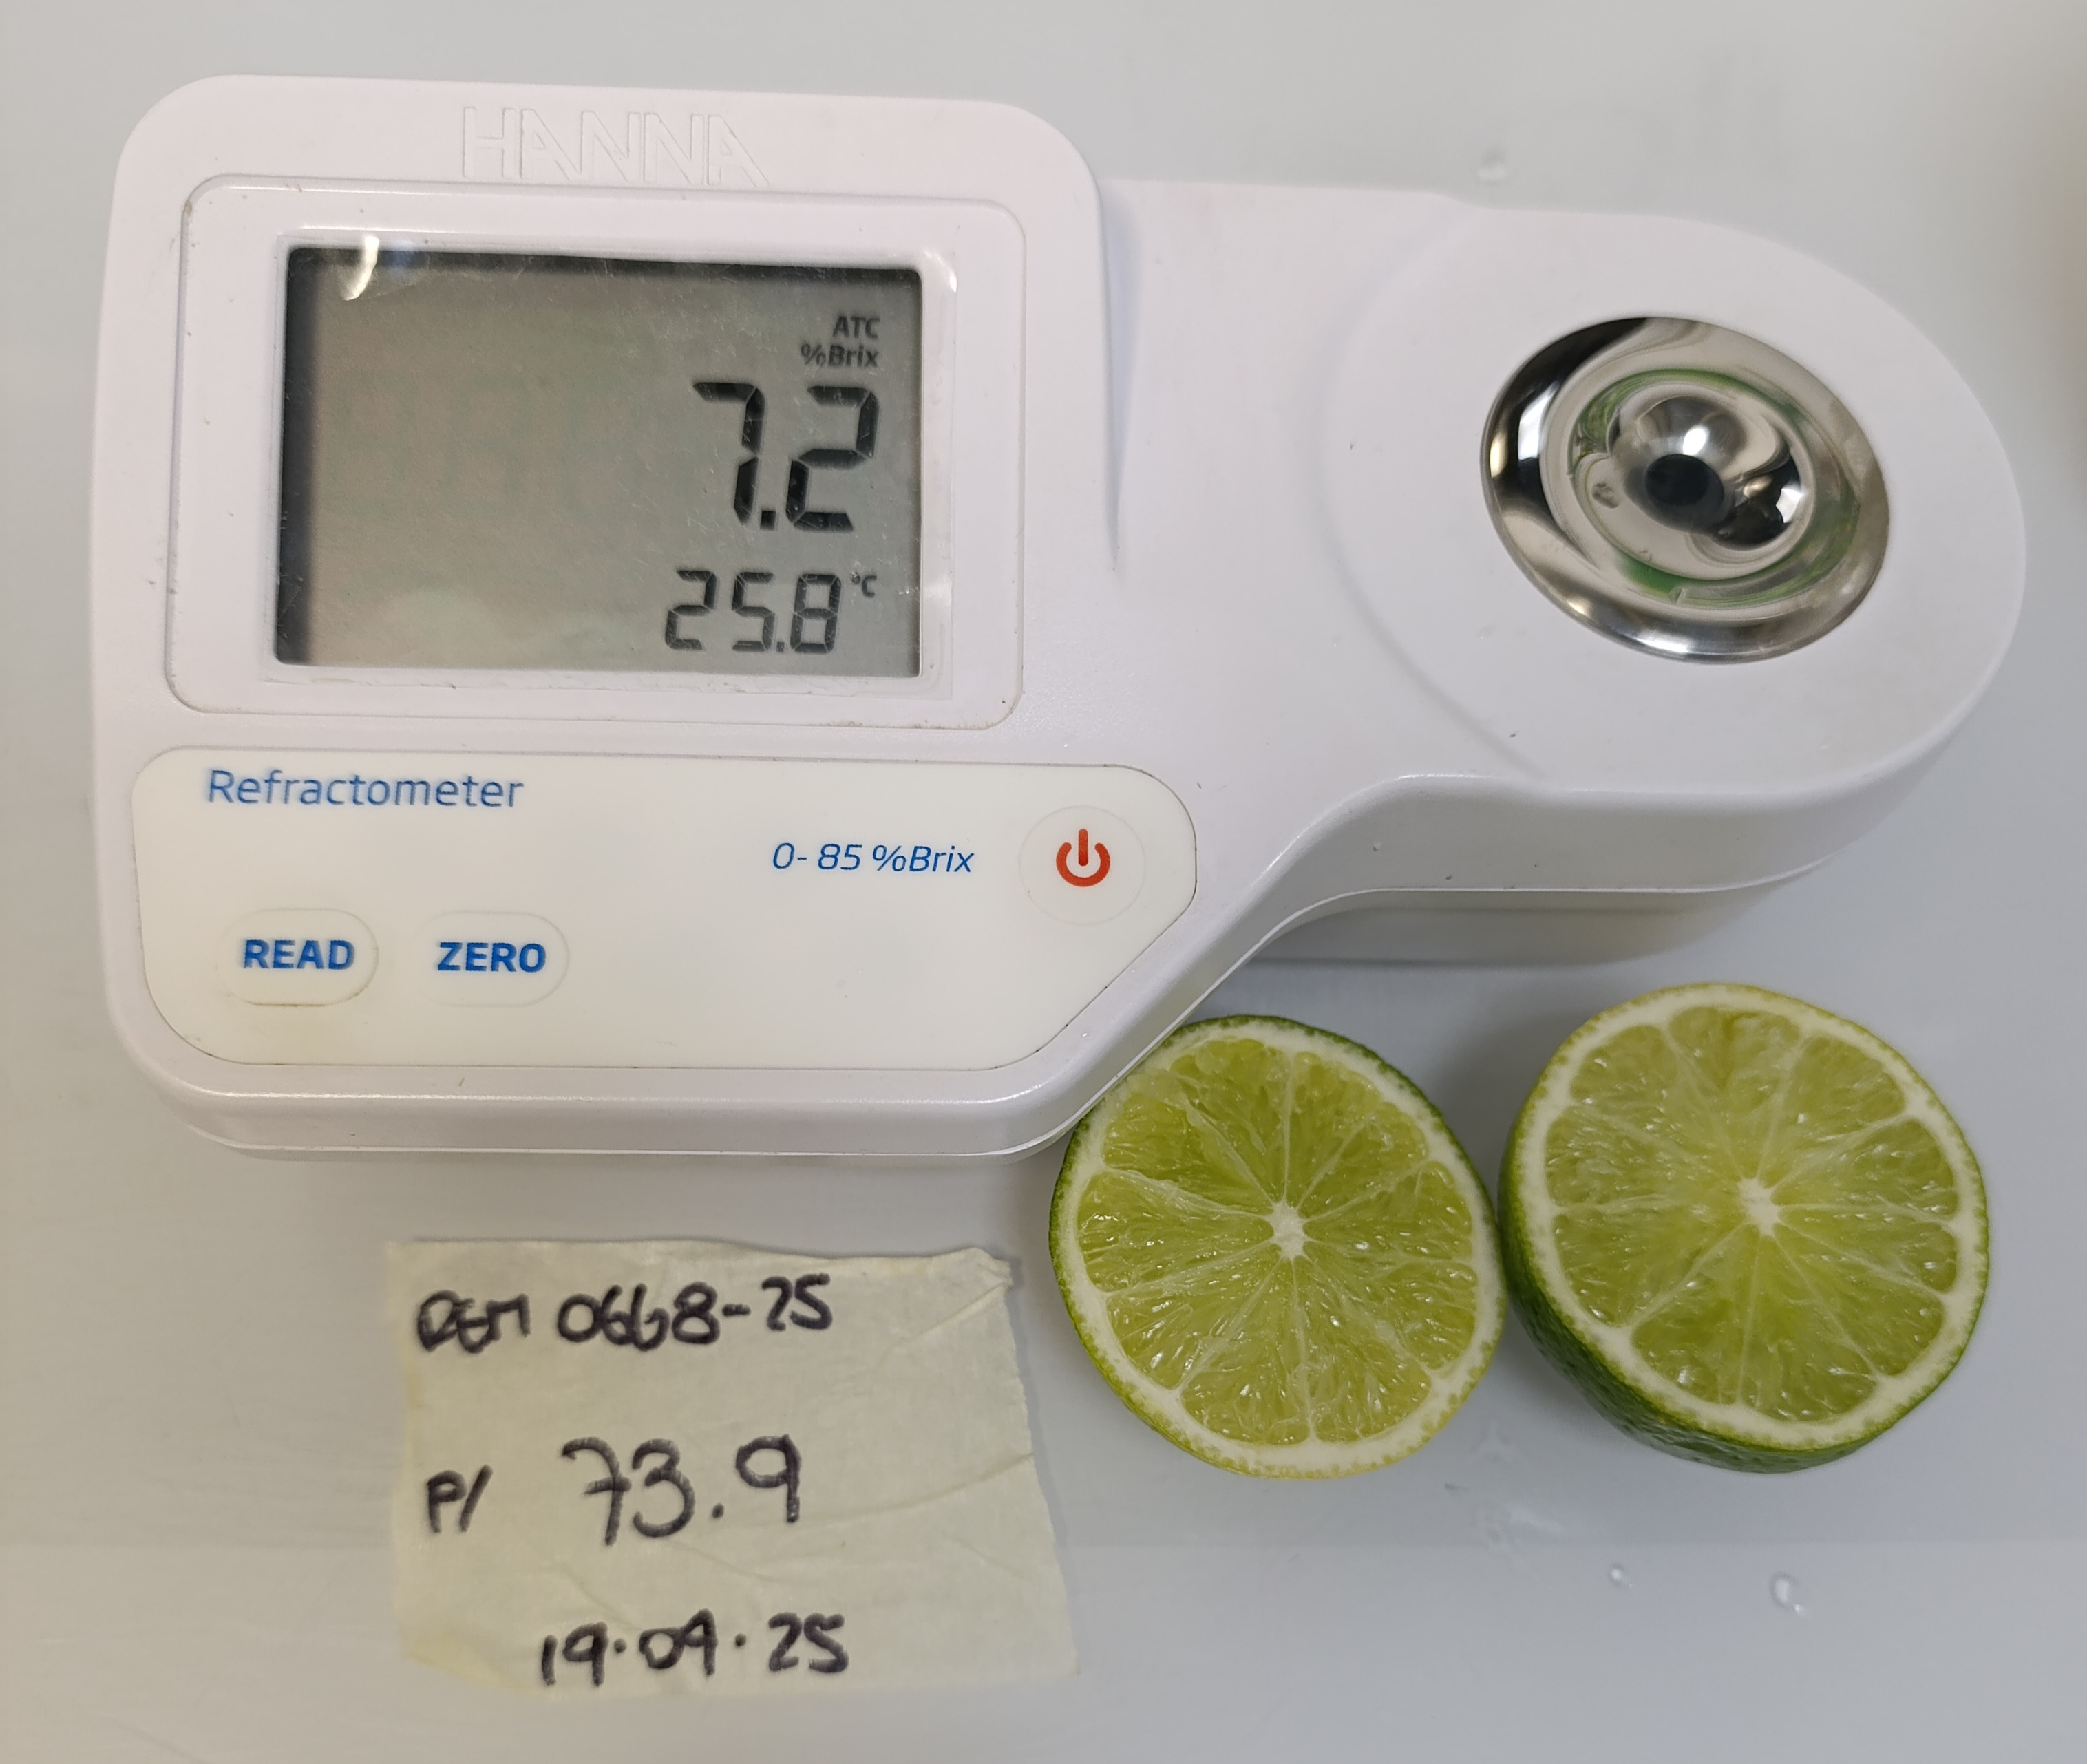 HANNA
ATC
%Brix
7.2
25.8 °C
Refractometer
0-85 %Brix
READ ZERO
REM 0668-25
P/ 73.9
19.09.25